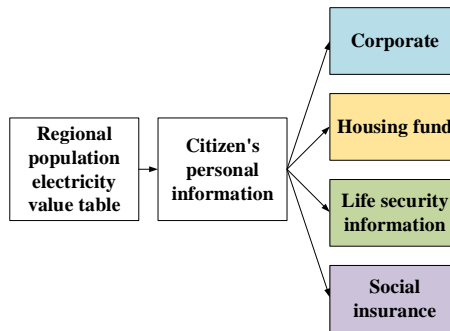 Regional
population
electricity
value table
Citizen's
personal
information
Corporate
Housing fund
Life security
information
Social
insurance